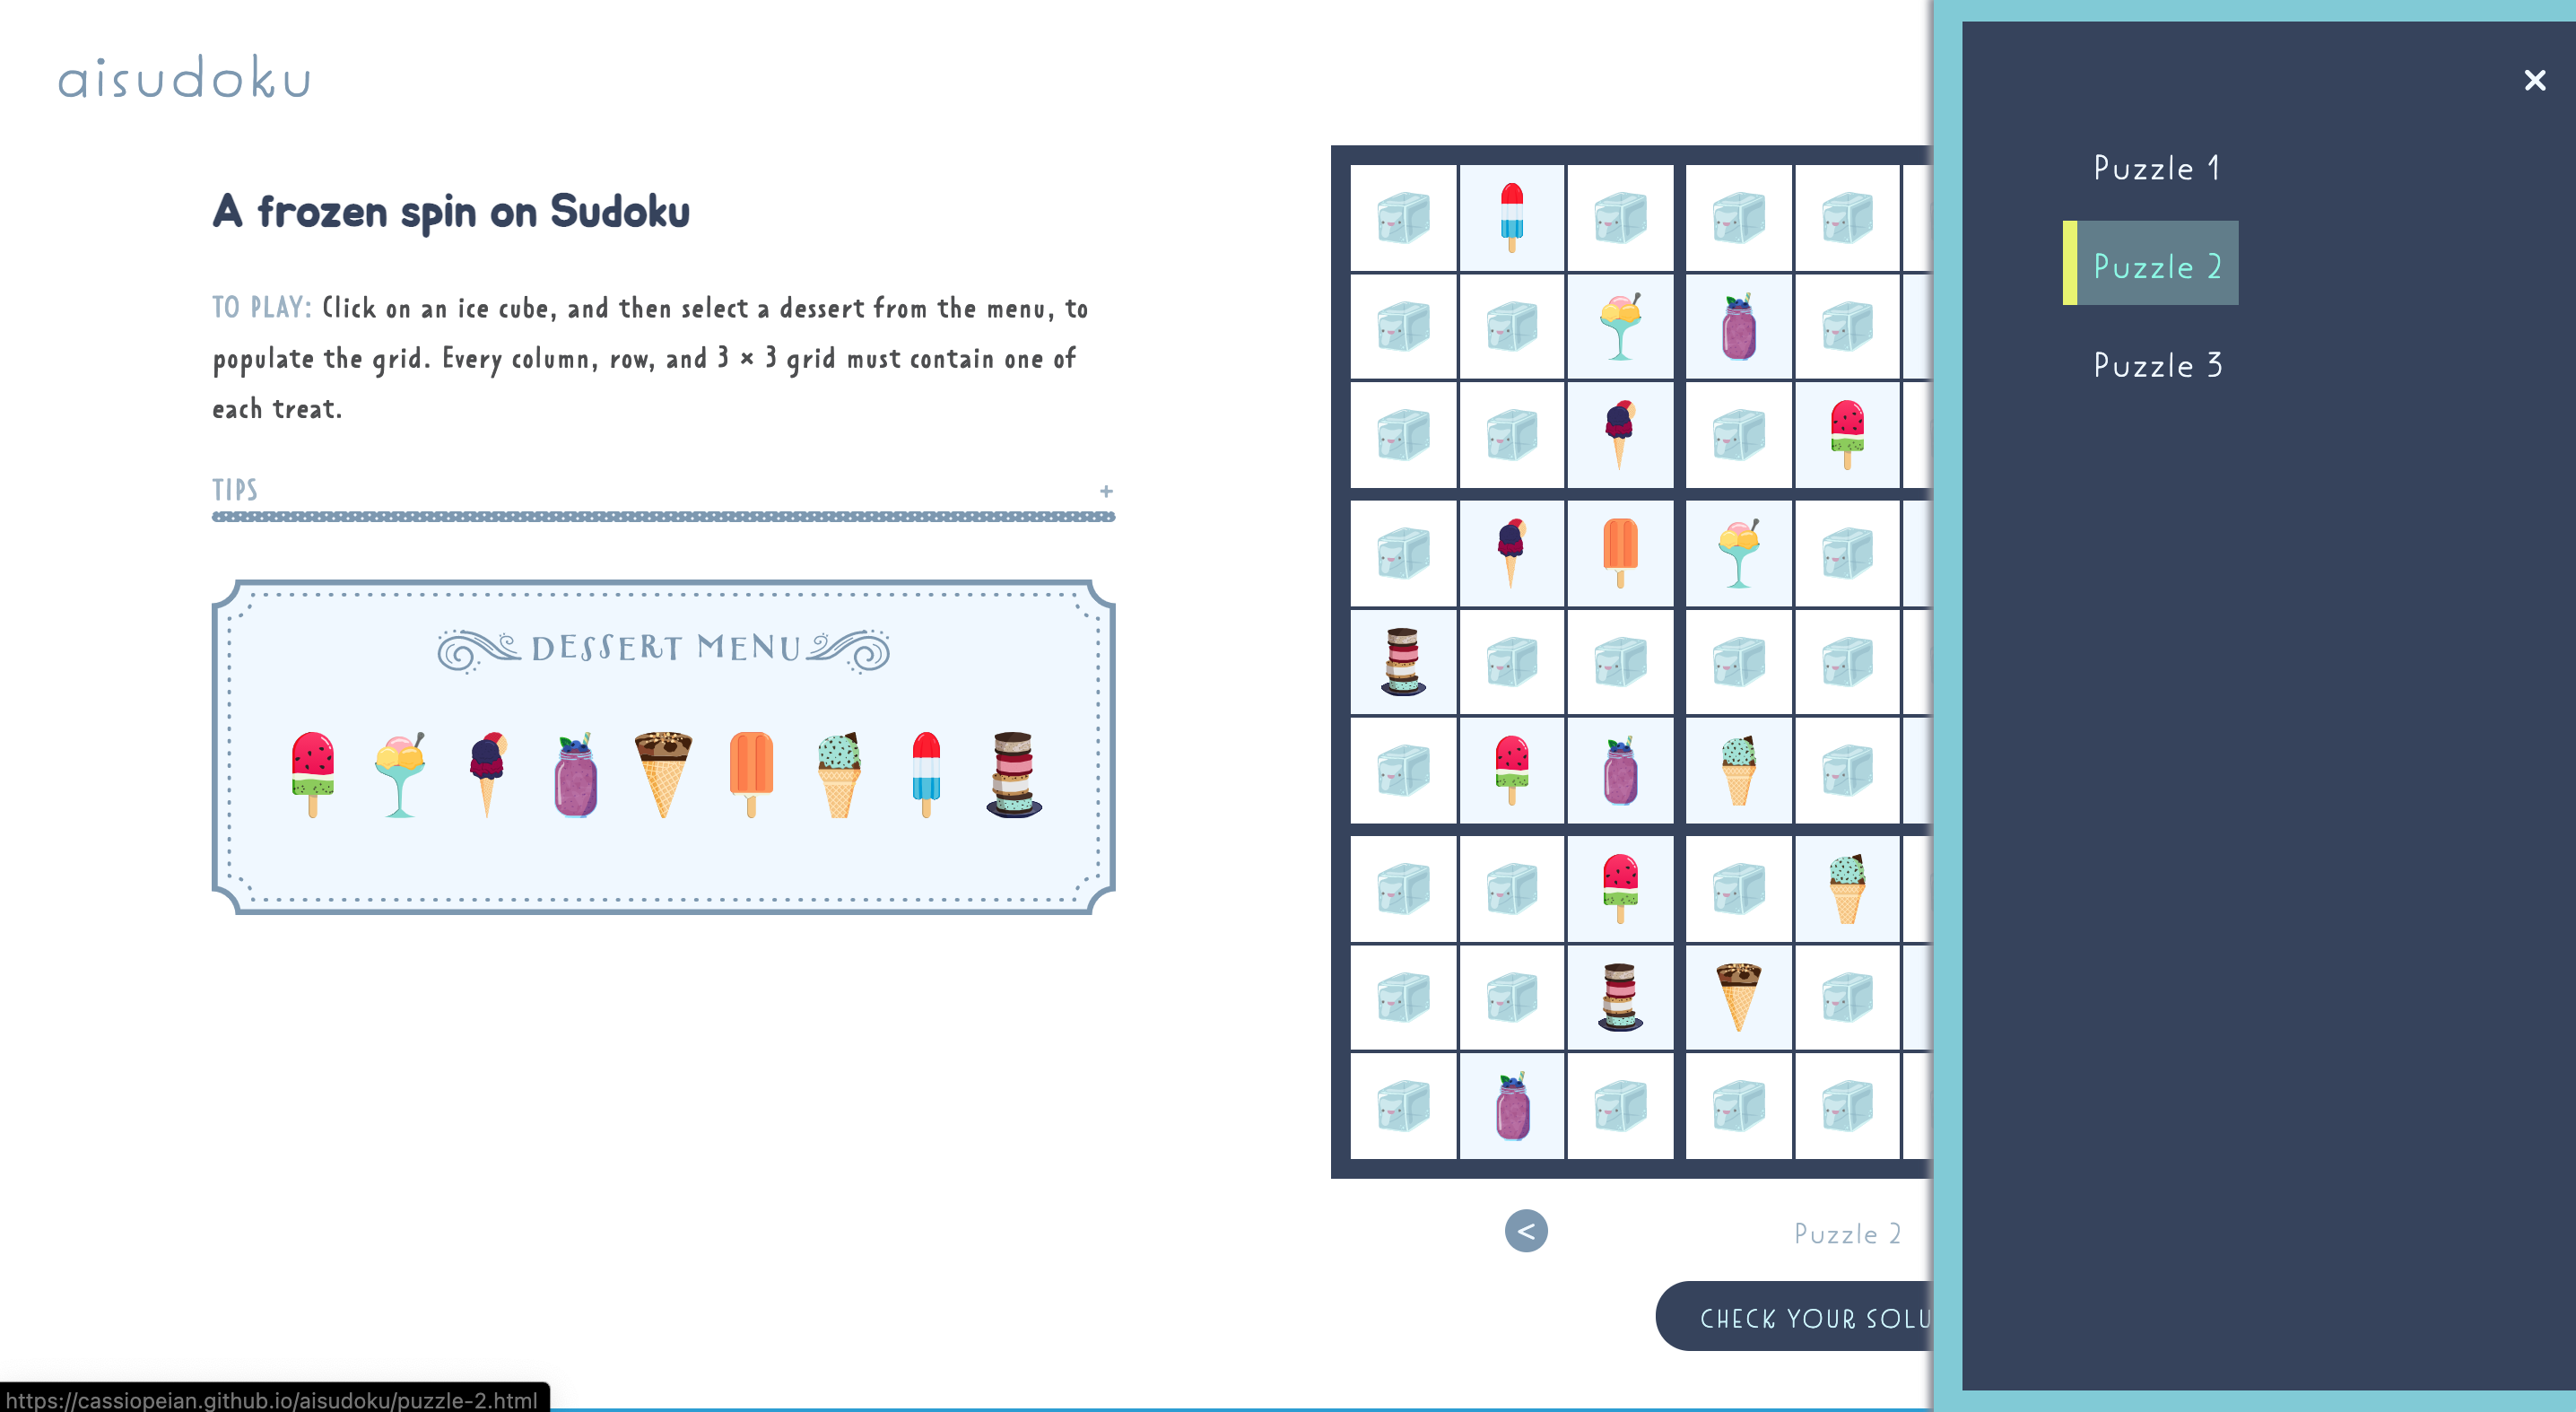 aisudoku
A frozen spin on Sudoku
TO PLAY: Click on an ice cube, and then select a dessert from the menu, to
populate the grid. Every column, row, and 3 × 3 grid must contain one of
each treat.
TIPS +
DESSERT MENU
<
Puzzle 2
CHECK YOUR SOLU
×
Puzzle 1
Puzzle 2
Puzzle 3
https://cassiopeian.github.io/aisudoku/puzzle-2.html